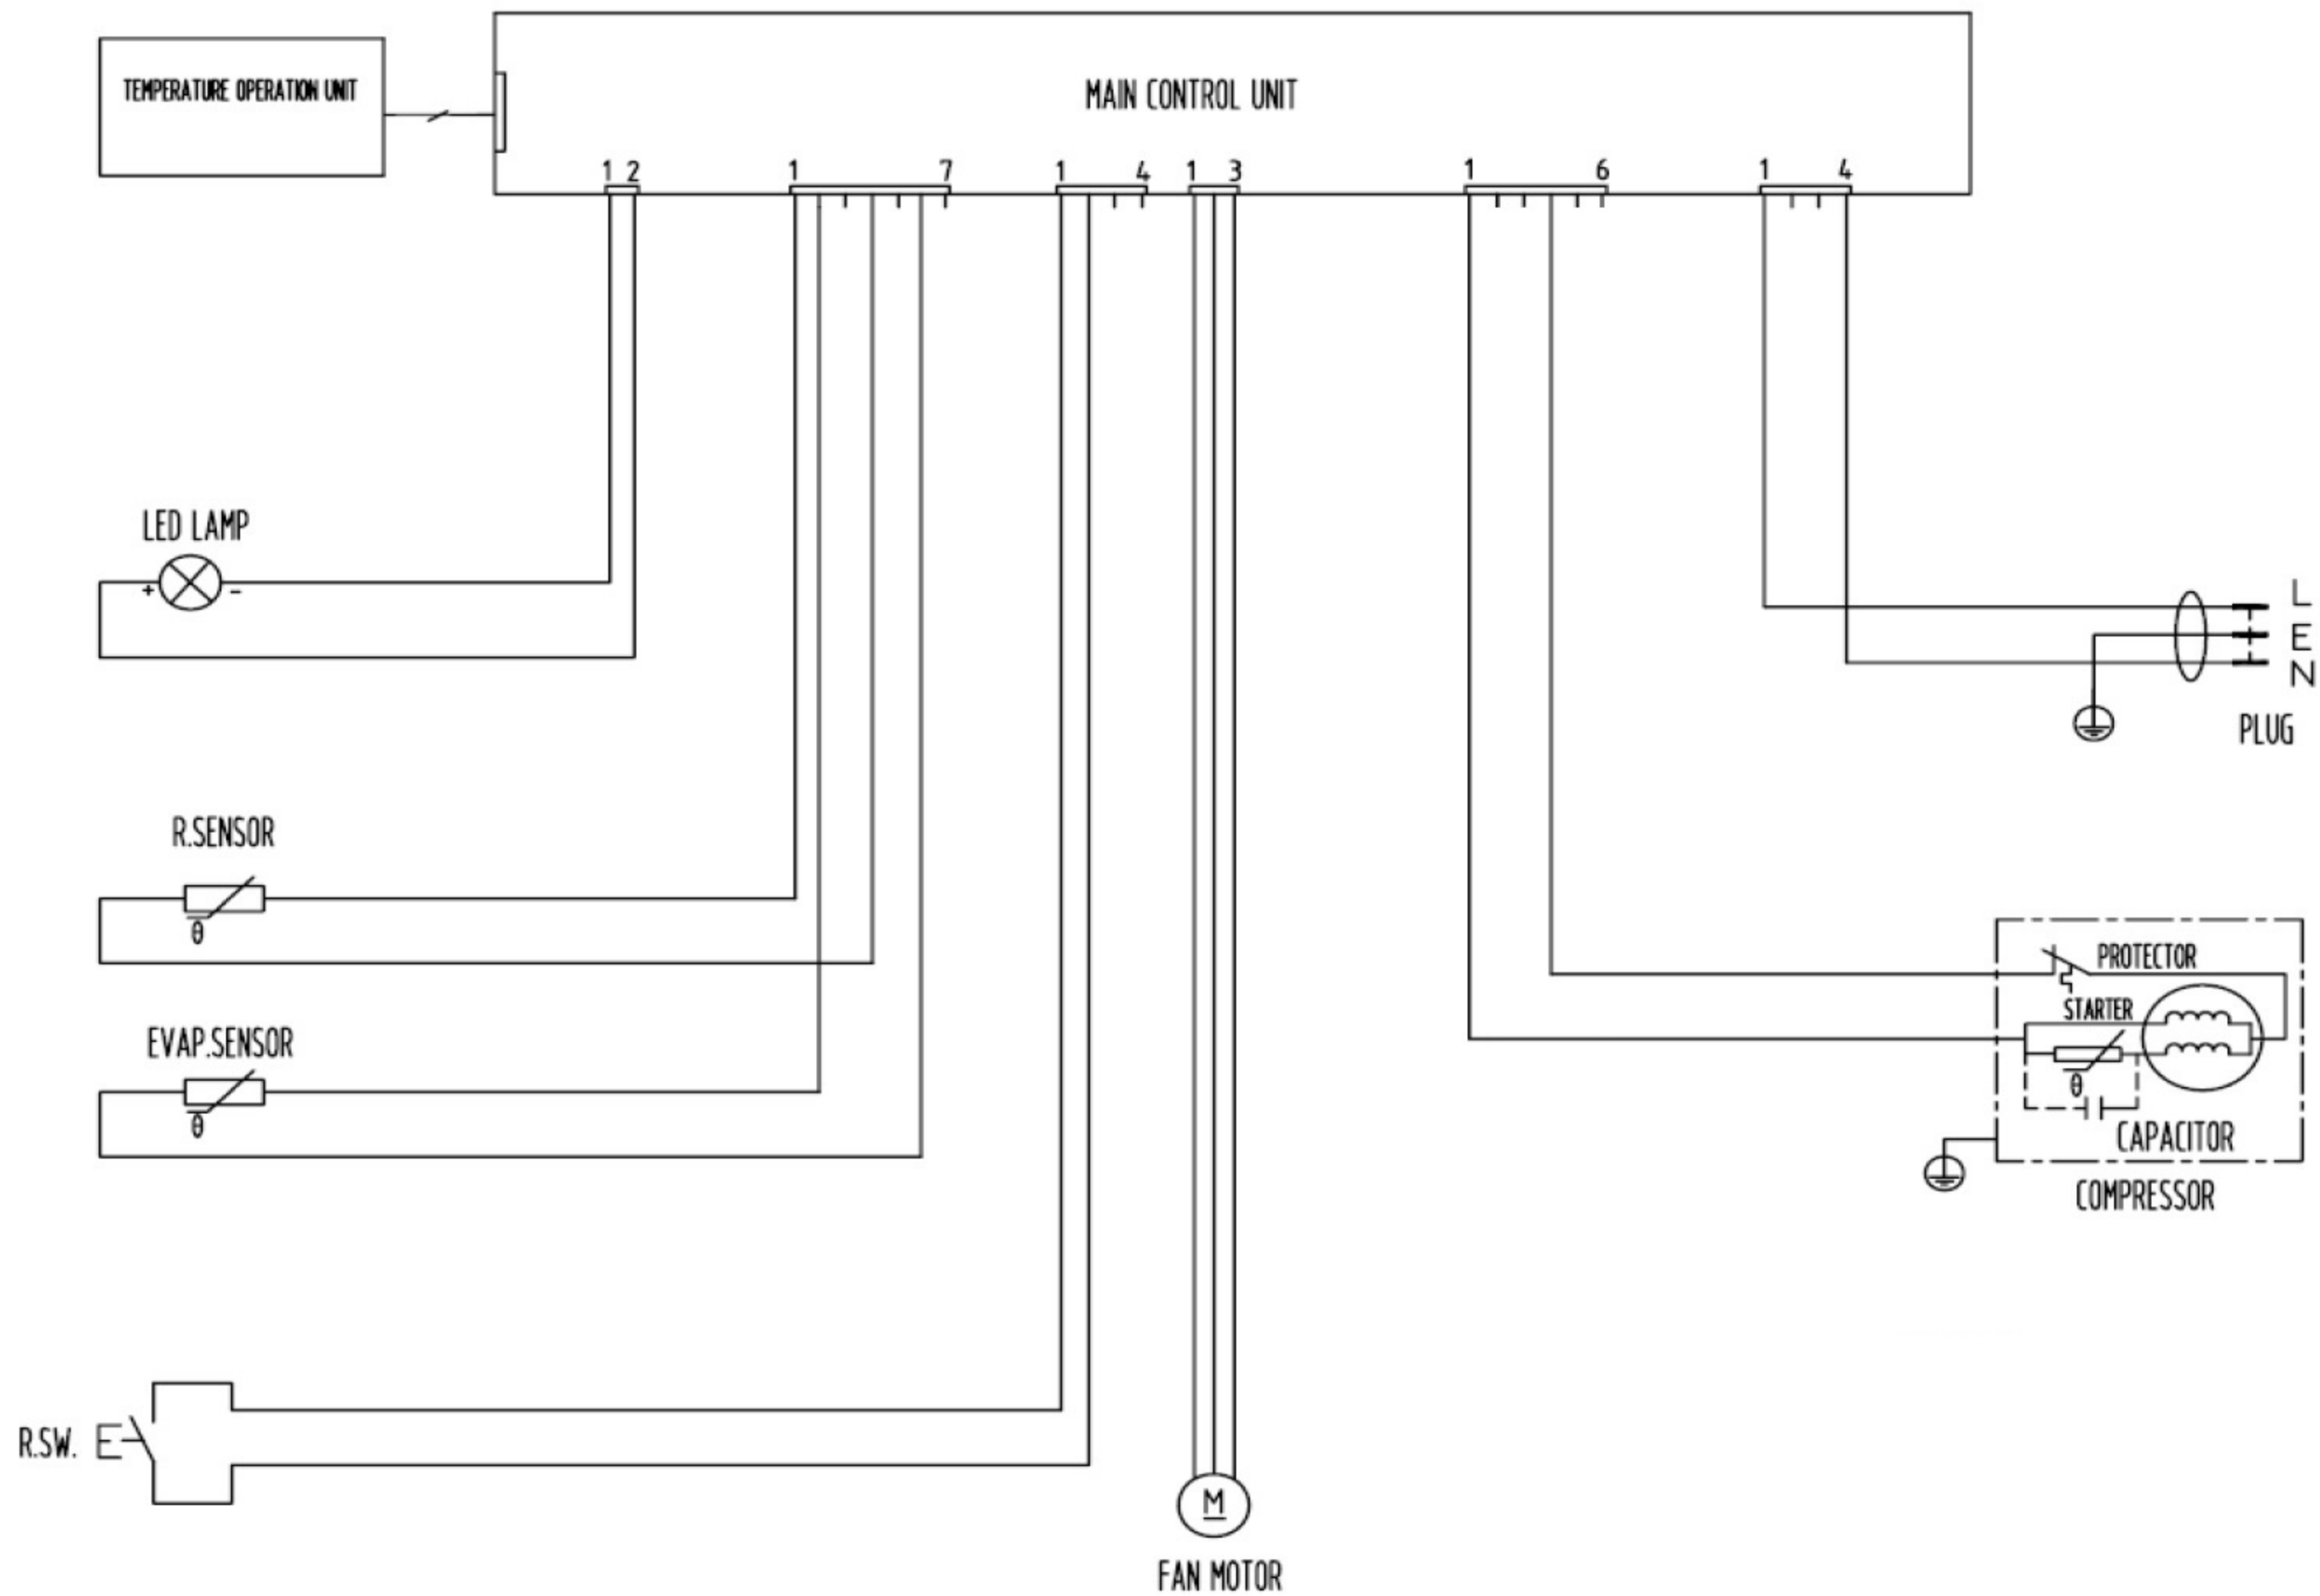 TEMPERATURE OPERATION UNIT
MAIN CONTROL UNIT
1 2 1 7 1 4 1 3 1 6 1 4
LED LAMP
+ -
L
E
N
PLUG
R.SENSOR
θ
PROTECTOR
STARTER
EVAP.SENSOR
θ
θ
CAPACITOR
COMPRESSOR
R.SW.
M
FAN MOTOR